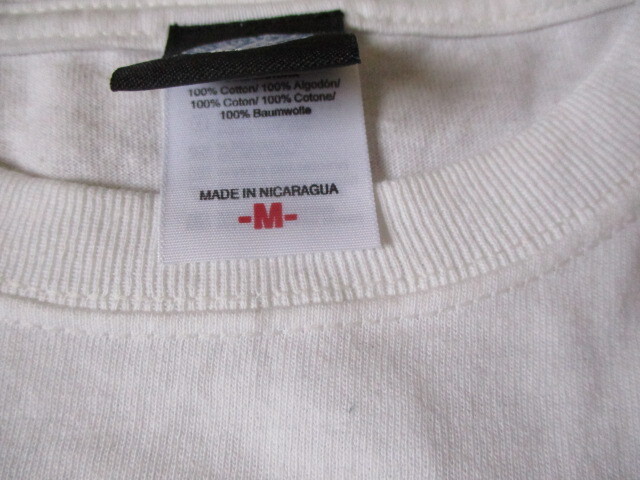 100% Cotton/ 100% Algodón/
100% Coton/ 100% Cotone/
100% Baumwolle
MADE IN NICARAGUA
-M-